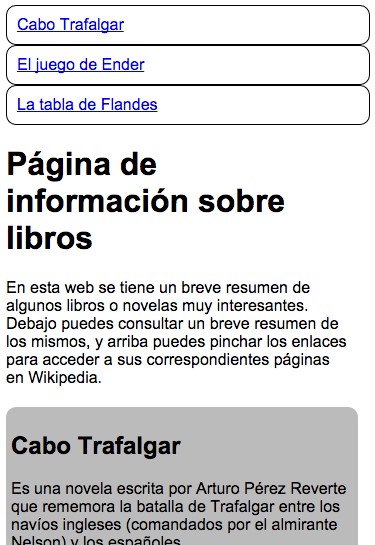 Cabo Trafalgar
El juego de Ender
La tabla de Flandes
Página de
información sobre
libros
En esta web se tiene un breve resumen de
algunos libros o novelas muy interesantes.
Debajo puedes consultar un breve resumen de
los mismos, y arriba puedes pinchar los enlaces
para acceder a sus correspondientes páginas
en Wikipedia.
Cabo Trafalgar
Es una novela escrita por Arturo Pérez Reverte
que rememora la batalla de Trafalgar entre los
navíos ingleses (comandados por el almirante
Nelson) y los españoles